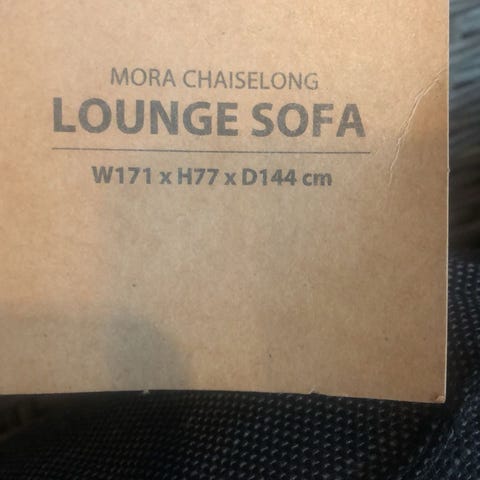 MORA CHAISELONG
LOUNGE SOFA
W171 x H77 x D144 cm